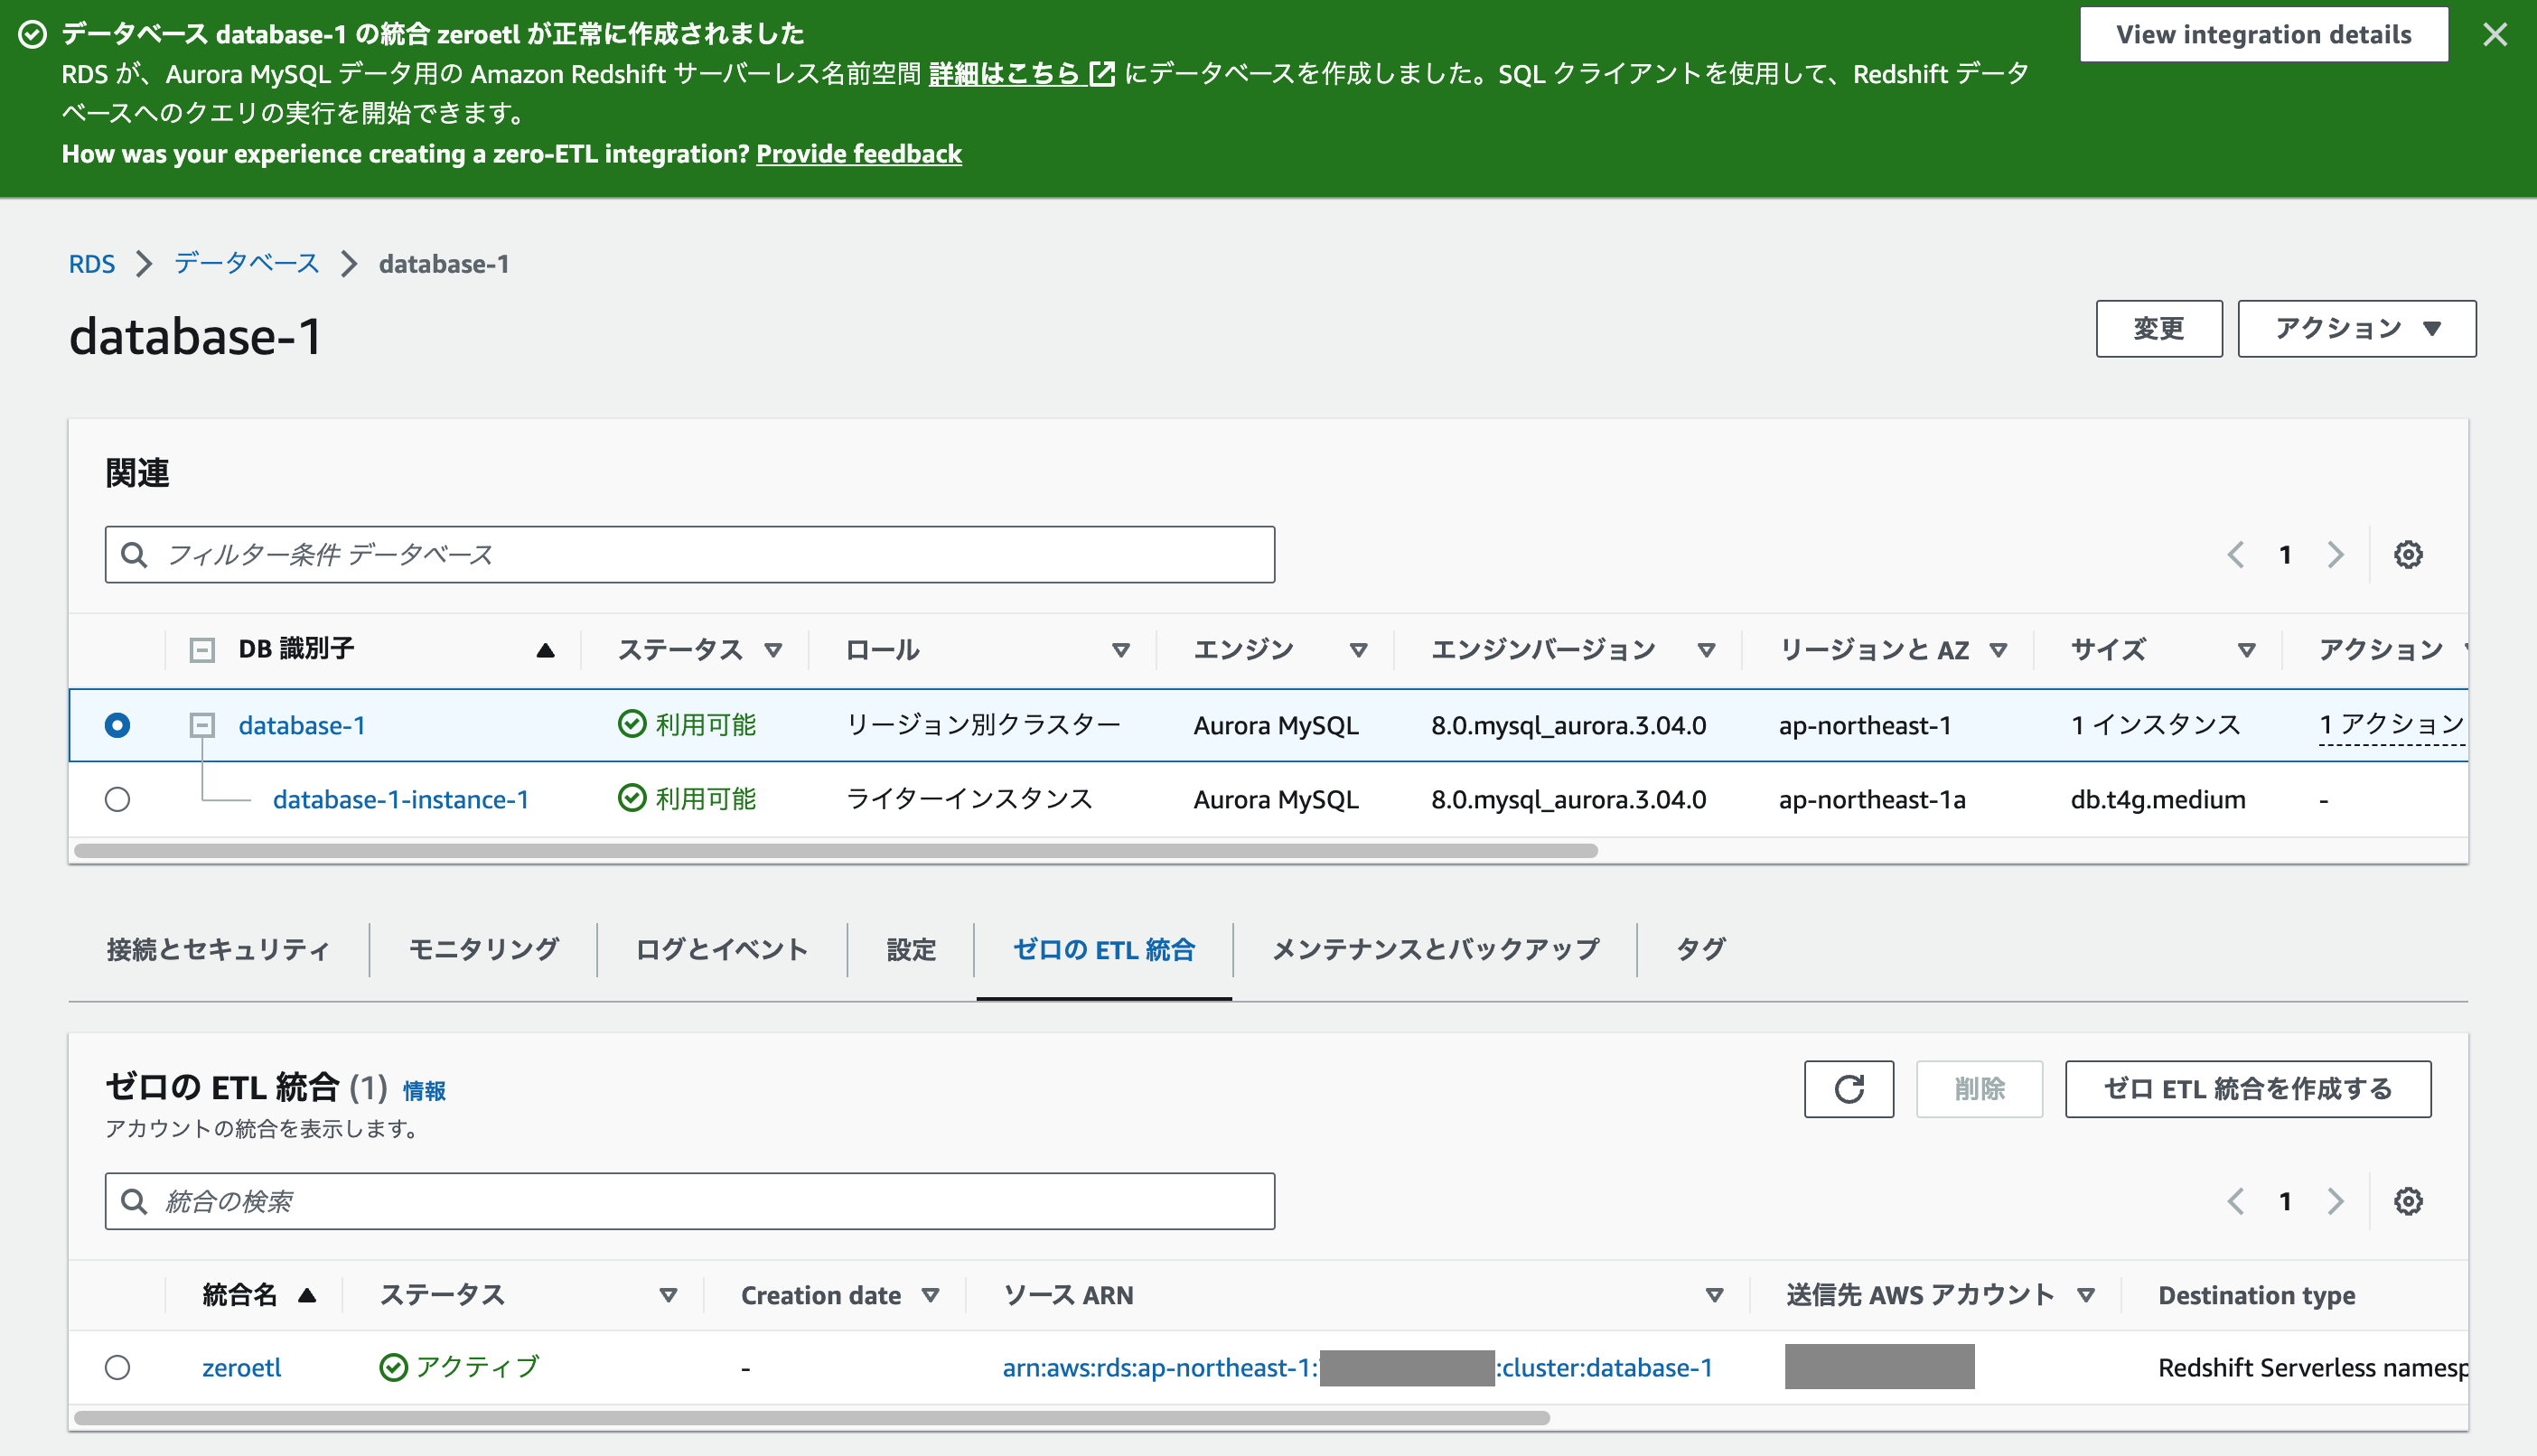 データベース database-1 の統合 zeroetl が正常に作成されました
View integration details
RDS が、Aurora MySQL データ用の Amazon Redshift サーバーレス名前空間 詳細はこちら にデータベースを作成しました。SQL クライアントを使用して、Redshift データ
ベースへのクエリの実行を開始できます。
How was your experience creating a zero-ETL integration? Provide feedback
RDS データベース database-1
database-1
変更 アクション
関連
フィルター条件 データベース
1
DB 識別子 ステータス ロール エンジン エンジンバージョン リージョンと AZ サイズ アクション
database-1 利用可能 リージョン別クラスター Aurora MySQL 8.0.mysql_aurora.3.04.0 ap-northeast-1 1 インスタンス 1 アクション
database-1-instance-1 利用可能 ライターインスタンス Aurora MySQL 8.0.mysql_aurora.3.04.0 ap-northeast-1a db.t4g.medium -
接続とセキュリティ モニタリング ログとイベント 設定 ゼロの ETL 統合 メンテナンスとバックアップ タグ
ゼロの ETL 統合 (1) 情報
削除 ゼロ ETL 統合を作成する
アカウントの統合を表示します。
統合の検索
1
統合名 ステータス Creation date ソース ARN 送信先 AWS アカウント Destination type
zeroetl アクティブ - arn:aws:rds:ap-northeast-1: :cluster:database-1 Redshift Serverless namesp